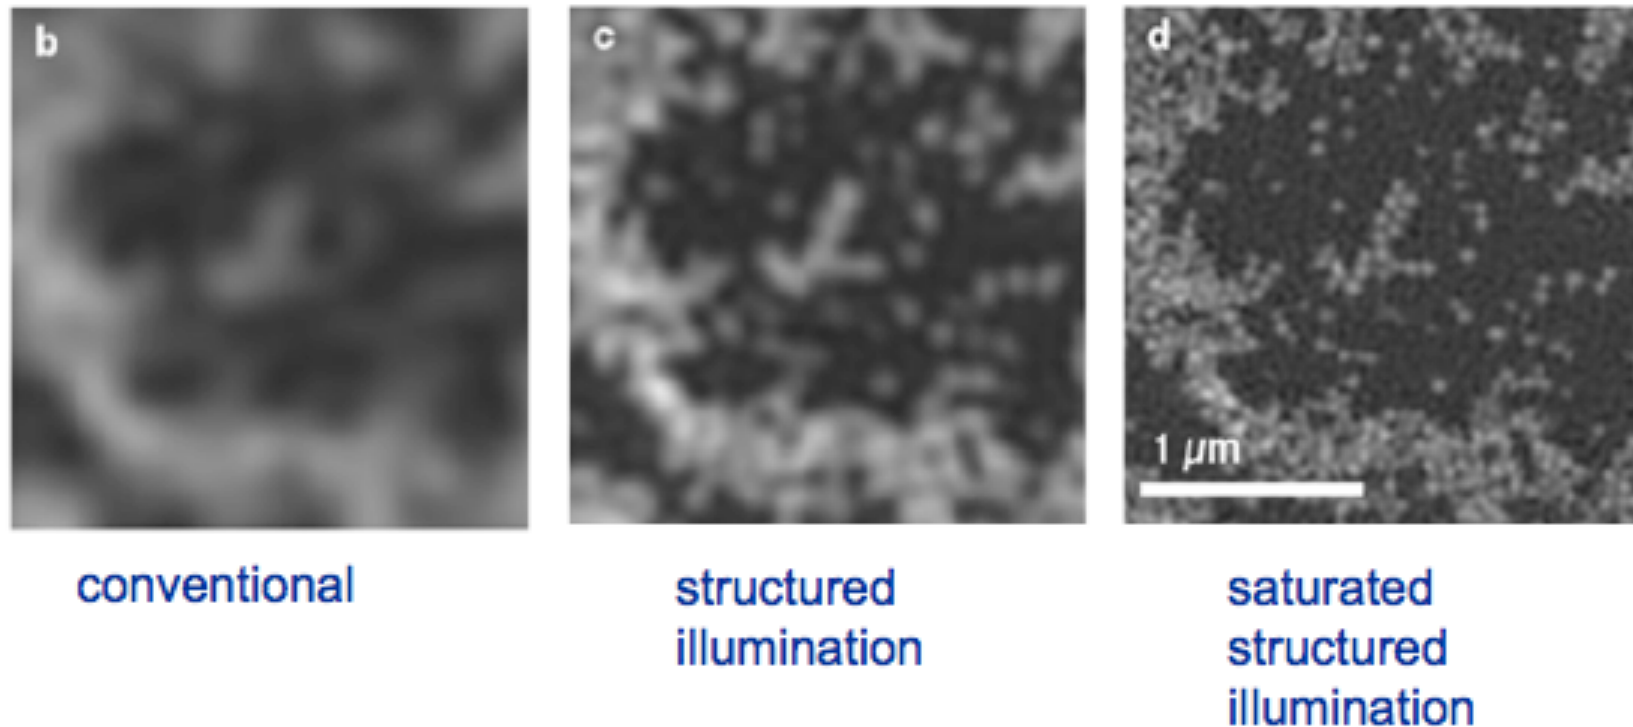 b
c
d
1 μm
conventional
structured
illumination
saturated
structured
illumination